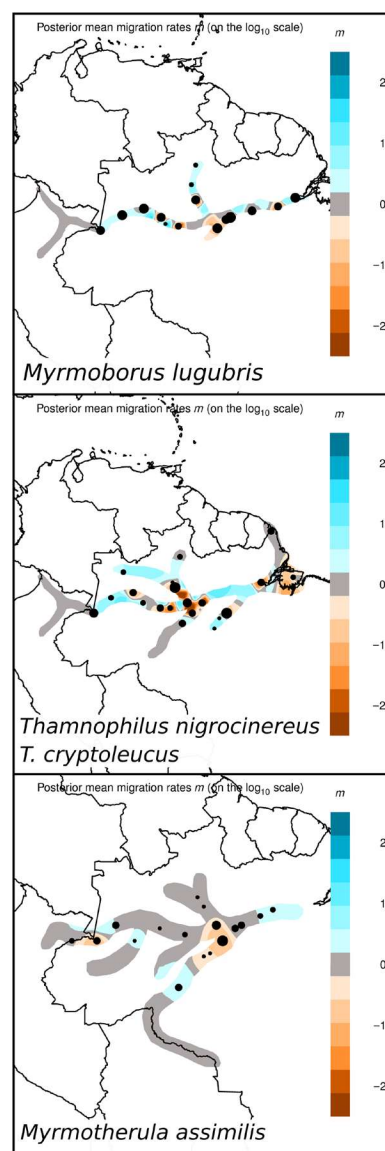 Posterior mean migration rates m (on the log10 scale)
m
2
1
0
−1
−2
Myrmoborus lugubris
Posterior mean migration rates m (on the log10 scale)
m
2
1
0
−1
−2
Thamnophilus nigrocinereus
T. cryptoleucus
Posterior mean migration rates m (on the log10 scale)
m
2
1
0
−1
−2
Myrmotherula assimilis